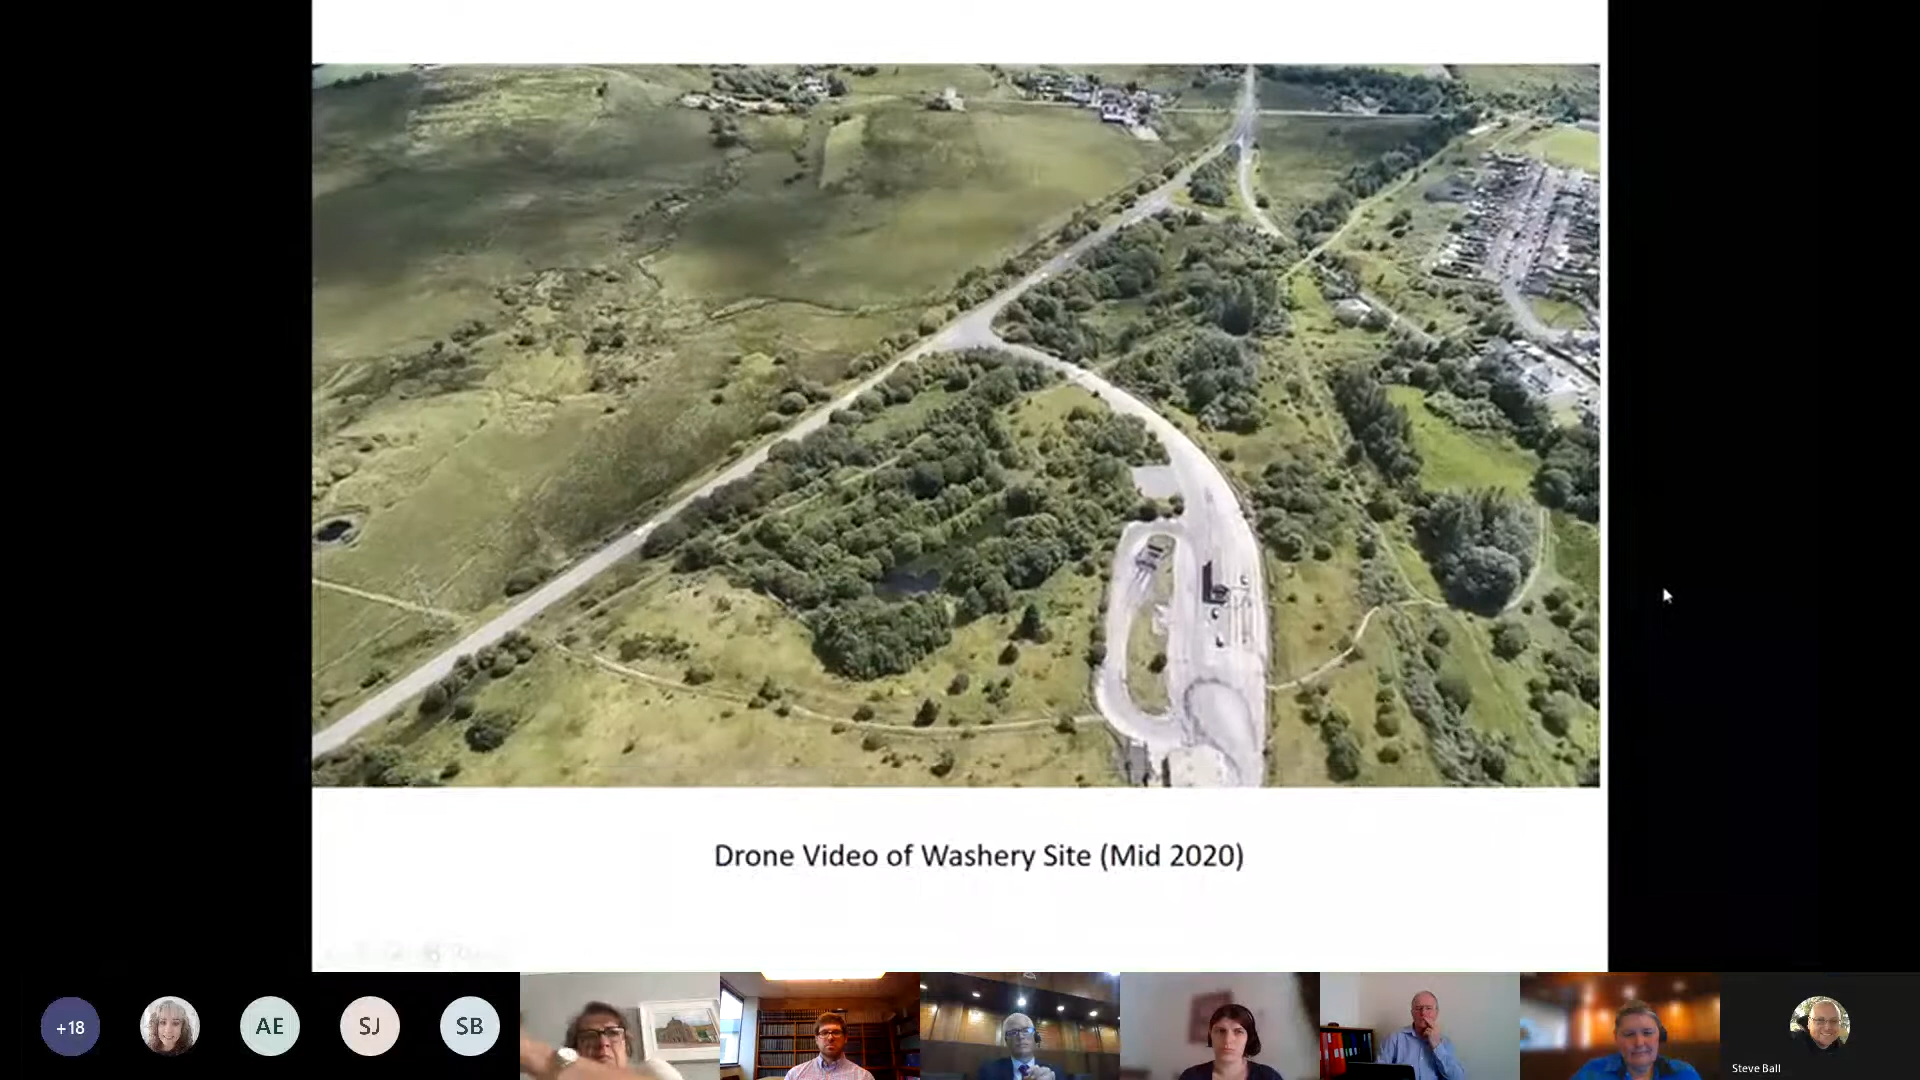 Drone Video of Washery Site (Mid 2020)
+18
AE
SJ
SB
Steve Ball